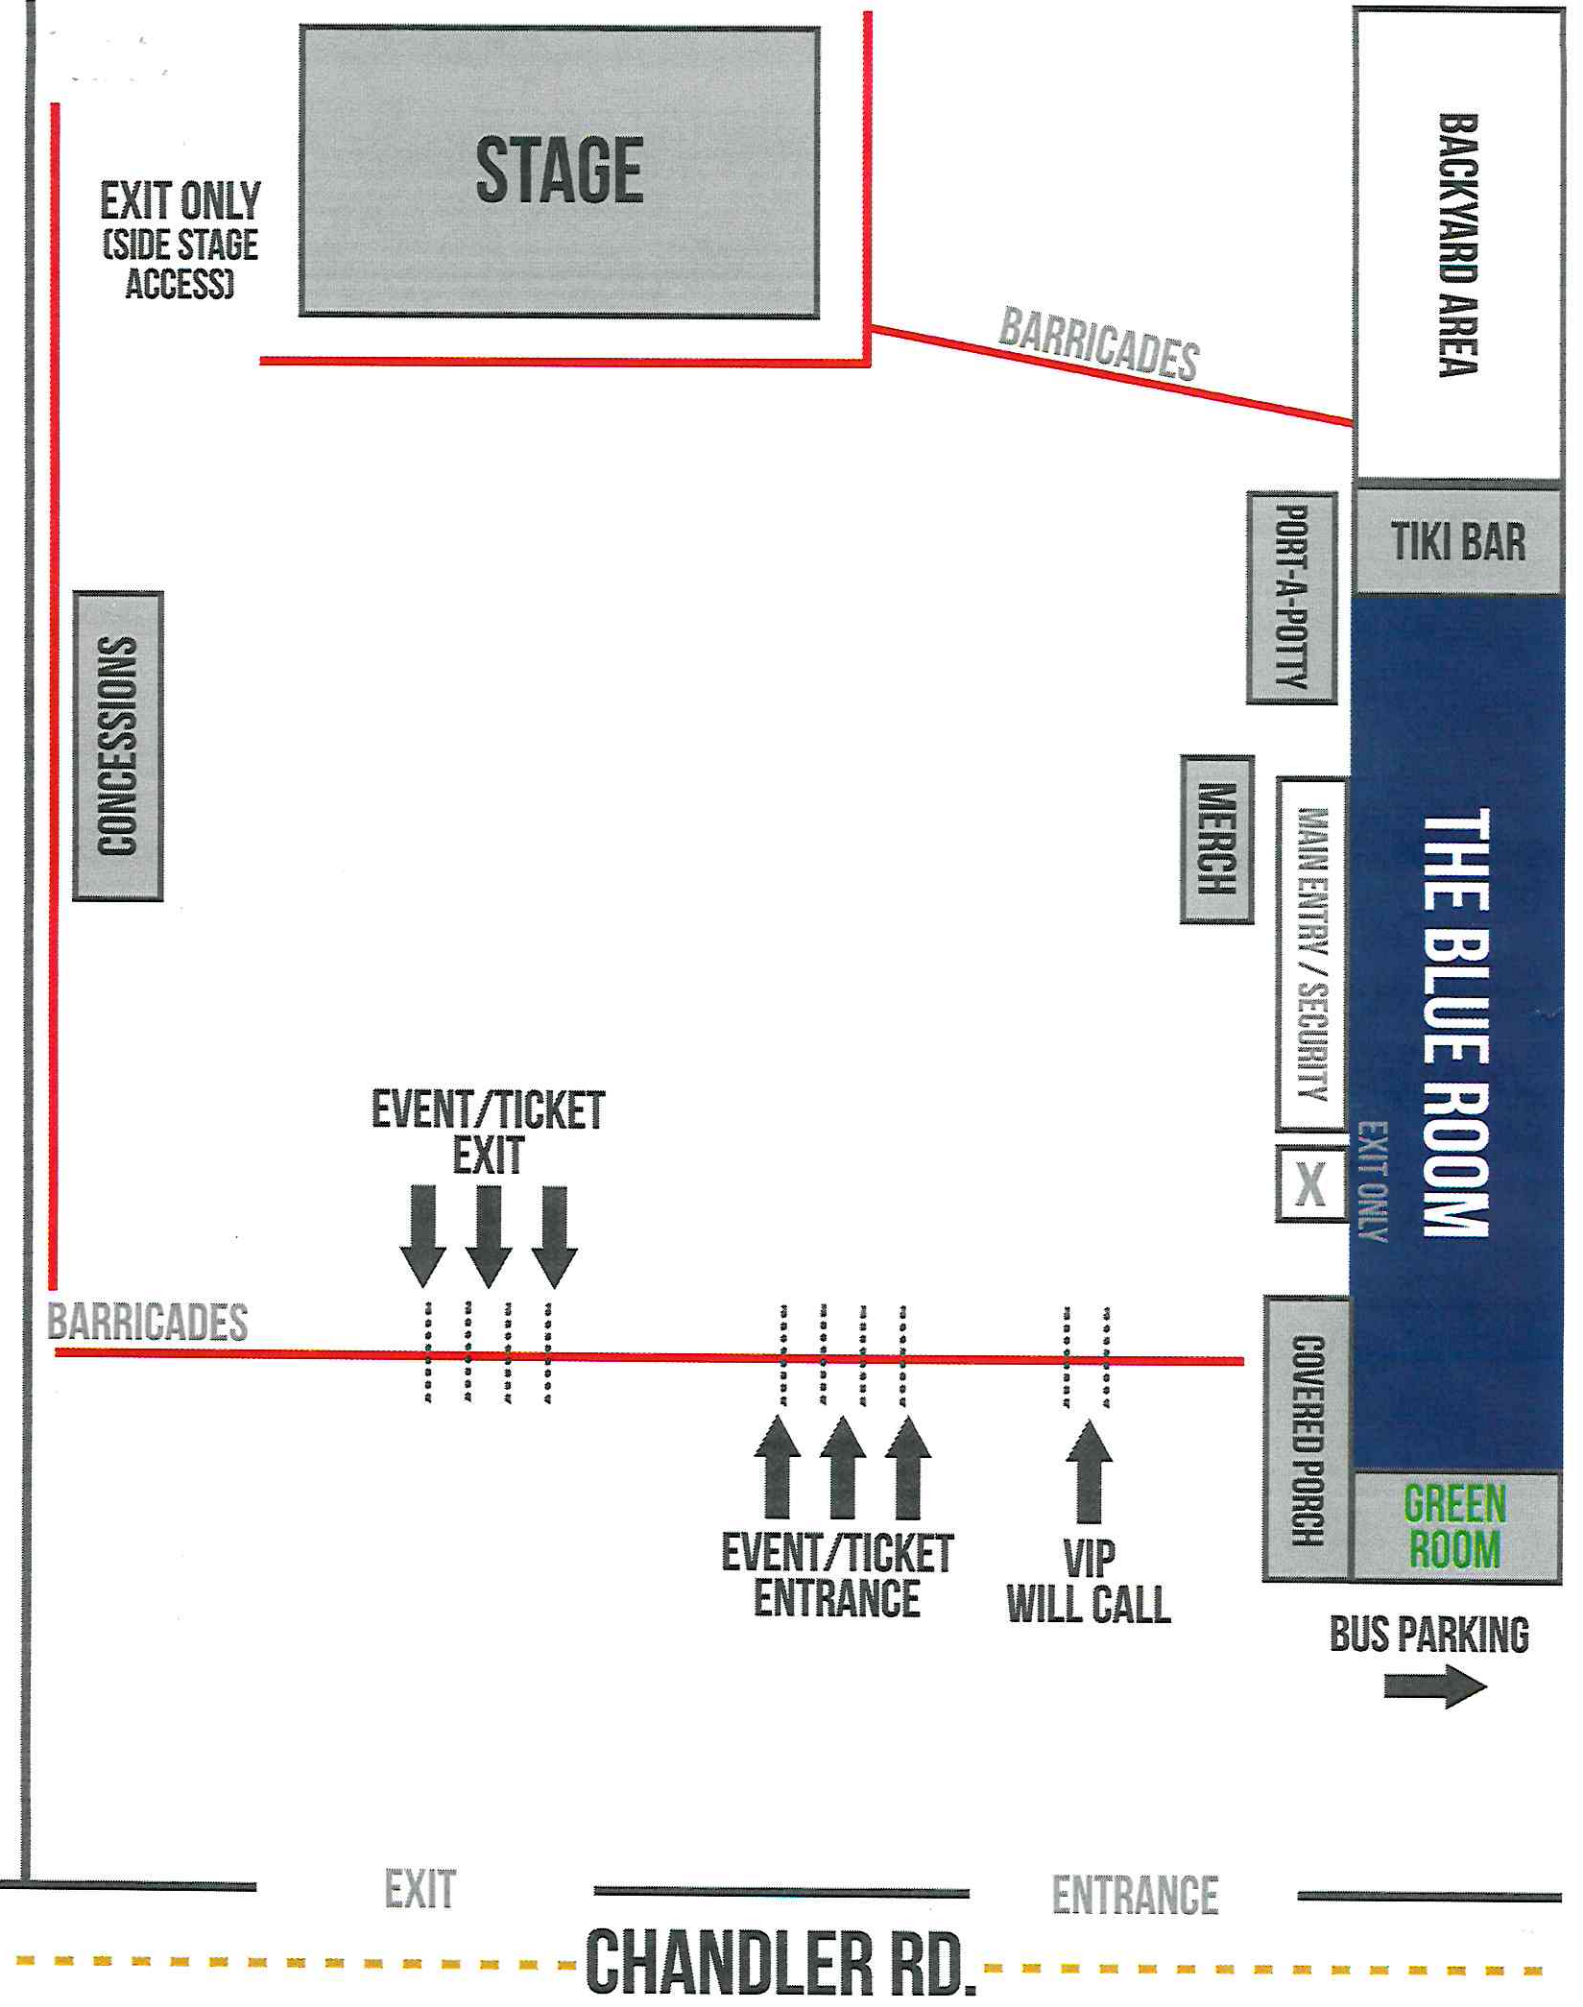 STAGE
EXIT ONLY
(SIDE STAGE
ACCESS)
BARRICADES
BACKYARD AREA
TIKI BAR
PORT-A-POTTY
CONCESSIONS
MERCH
MAIN ENTRY / SECURITY
THE BLUE ROOM
EXIT ONLY
X
EVENT/TICKET
EXIT
BARRICADES
COVERED PORCH
GREEN
ROOM
EVENT/TICKET
ENTRANCE
VIP
WILL CALL
BUS PARKING
EXIT
ENTRANCE
CHANDLER RD.